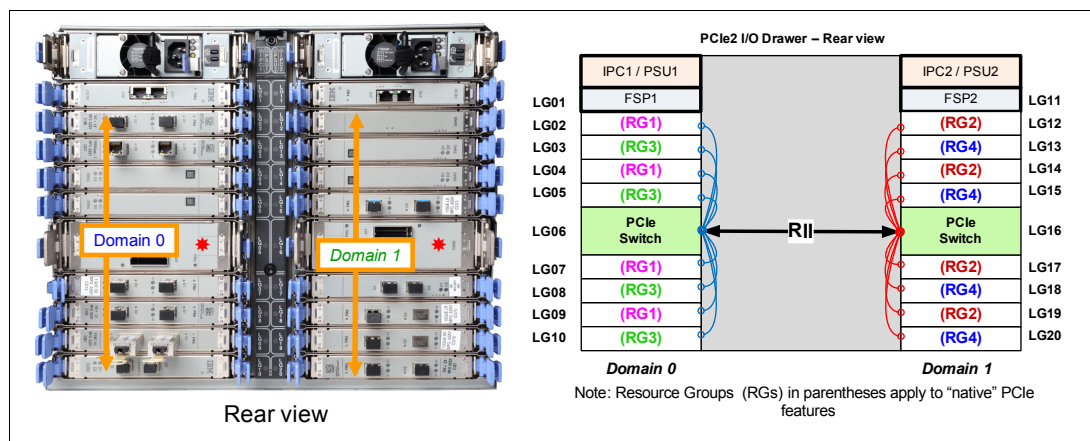 Domain 0
Domain 1
Rear view
PCIe2 I/O Drawer – Rear view
IPC1 / PSU1
IPC2 / PSU2
LG01
FSP1
FSP2
LG11
LG02
(RG1)
(RG2)
LG12
LG03
(RG3)
(RG4)
LG13
LG04
(RG1)
(RG2)
LG14
LG05
(RG3)
(RG4)
LG15
LG06
PCIe
Switch
RII
PCIe
Switch
LG16
LG07
(RG1)
(RG2)
LG17
LG08
(RG3)
(RG4)
LG18
LG09
(RG1)
(RG2)
LG19
LG10
(RG3)
(RG4)
LG20
Domain 0
Domain 1
Note: Resource Groups (RGs) in parentheses apply to “native” PCIe
features